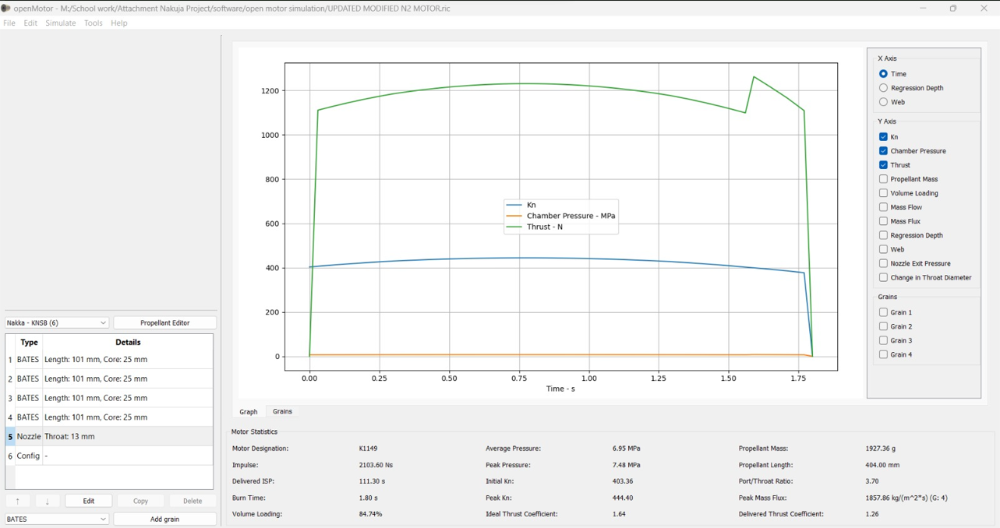 openMotor - M:/School work/Attachment Nakuja Project/software/open motor simulation/UPDATED MODIFIED N2 MOTOR.ric
File Edit Simulate Tools Help
Nakka - KNSB (6) Propellant Editor
Type Details
1 BATES Length: 101 mm, Core: 25 mm
2 BATES Length: 101 mm, Core: 25 mm
3 BATES Length: 101 mm, Core: 25 mm
4 BATES Length: 101 mm, Core: 25 mm
5 Nozzle Throat: 13 mm
6 Config -
↑ ↓ Edit Copy Delete
BATES Add grain
1200
1000
800
600
400
200
0
0.00 0.25 0.50 0.75 1.00 1.25 1.50 1.75
Time - s
Kn
Chamber Pressure - MPa
Thrust - N
X Axis
Time
Regression Depth
Web
Y Axis
Kn
Chamber Pressure
Thrust
Propellant Mass
Volume Loading
Mass Flow
Mass Flux
Regression Depth
Web
Nozzle Exit Pressure
Change in Throat Diameter
Grains
Grain 1
Grain 2
Grain 3
Grain 4
Graph Grains
Motor Statistics
Motor Designation: K1149 Average Pressure: 6.95 MPa Propellant Mass: 1927.36 g
Impulse: 2103.60 Ns Peak Pressure: 7.48 MPa Propellant Length: 404.00 mm
Delivered ISP: 111.30 s Initial Kn: 403.36 Port/Throat Ratio: 3.70
Burn Time: 1.80 s Peak Kn: 444.40 Peak Mass Flux: 1857.86 kg/(m^2*s) (G: 4)
Volume Loading: 84.74% Ideal Thrust Coefficient: 1.64 Delivered Thrust Coefficient: 1.26